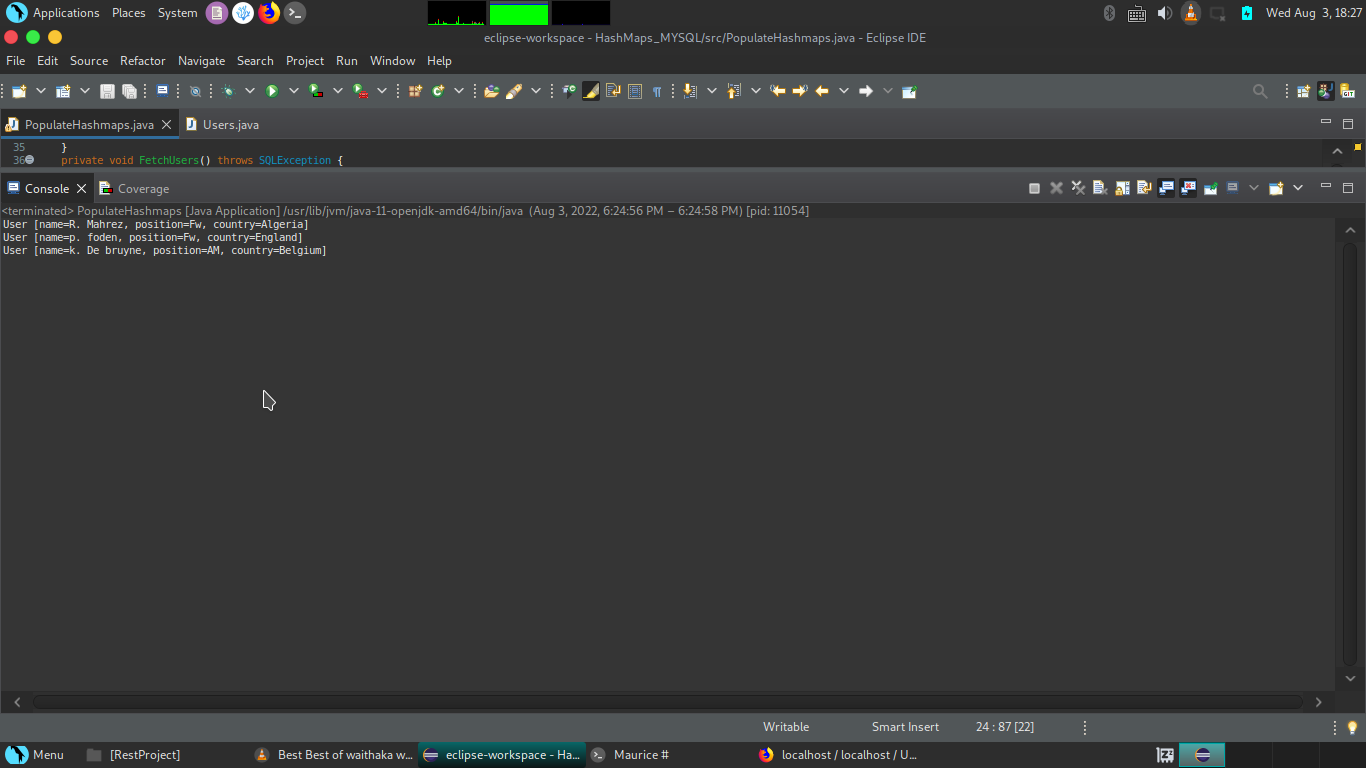 Applications Places System Wed Aug 3, 18:27
eclipse-workspace - HashMaps_MYSQL/src/PopulateHashmaps.java - Eclipse IDE
File Edit Source Refactor Navigate Search Project Run Window Help
PopulateHashmaps.java Users.java
35 }
36 private void FetchUsers() throws SQLException {
Console Coverage
<terminated> PopulateHashmaps [Java Application] /usr/lib/jvm/java-11-openjdk-amd64/bin/java (Aug 3, 2022, 6:24:56 PM – 6:24:58 PM) [pid: 11054]
User [name=R. Mahrez, position=Fw, country=Algeria]
User [name=p. foden, position=Fw, country=England]
User [name=k. De bruyne, position=AM, country=Belgium]
Writable Smart Insert 24 : 87 [22]
Menu [RestProject] Best Best of waithaka w... eclipse-workspace - Ha... Maurice # localhost / localhost / U...